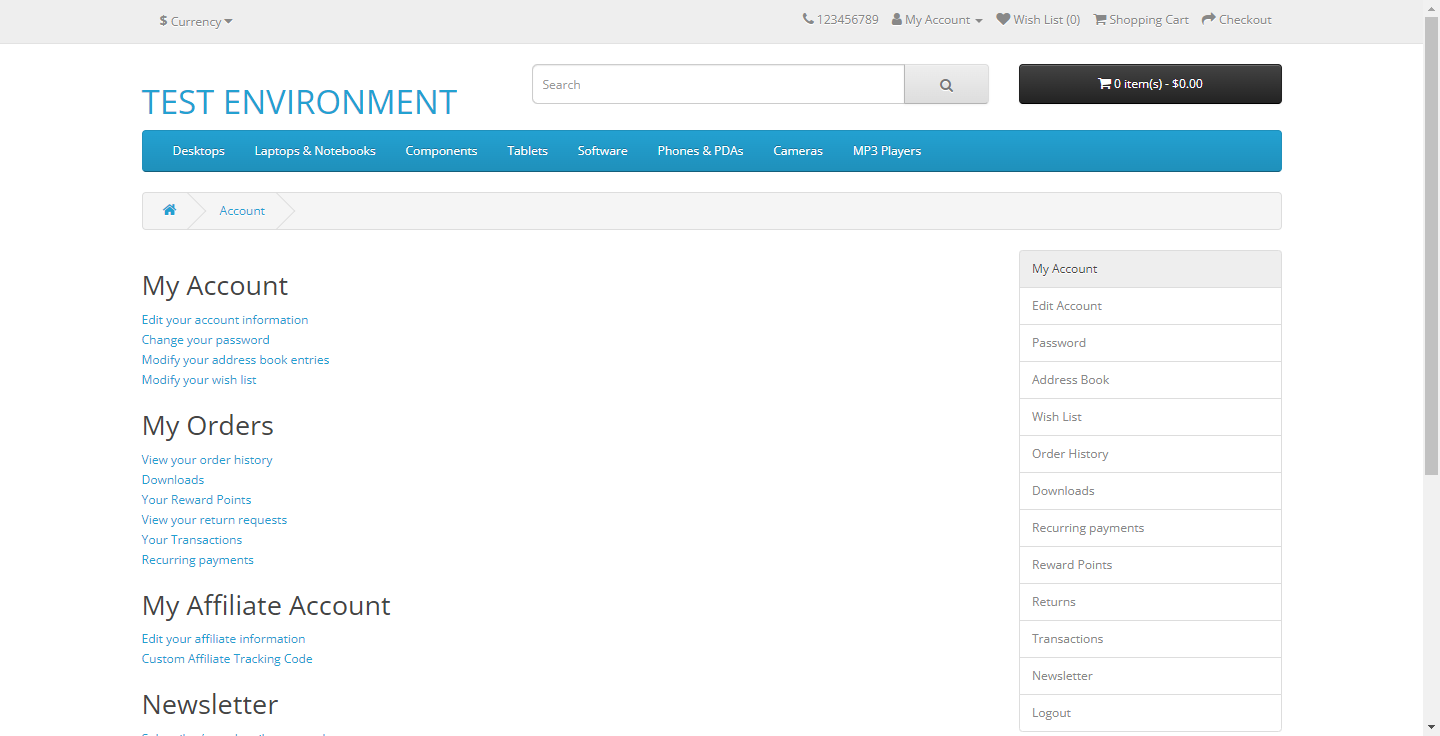 $ Currency
123456789
My Account
Wish List (0)
Shopping Cart
Checkout
TEST ENVIRONMENT
Search
0 item(s) - $0.00
Desktops
Laptops & Notebooks
Components
Tablets
Software
Phones & PDAs
Cameras
MP3 Players
Account
My Account
Edit your account information
Change your password
Modify your address book entries
Modify your wish list
My Orders
View your order history
Downloads
Your Reward Points
View your return requests
Your Transactions
Recurring payments
My Affiliate Account
Edit your affiliate information
Custom Affiliate Tracking Code
Newsletter
My Account
Edit Account
Password
Address Book
Wish List
Order History
Downloads
Recurring payments
Reward Points
Returns
Transactions
Newsletter
Logout